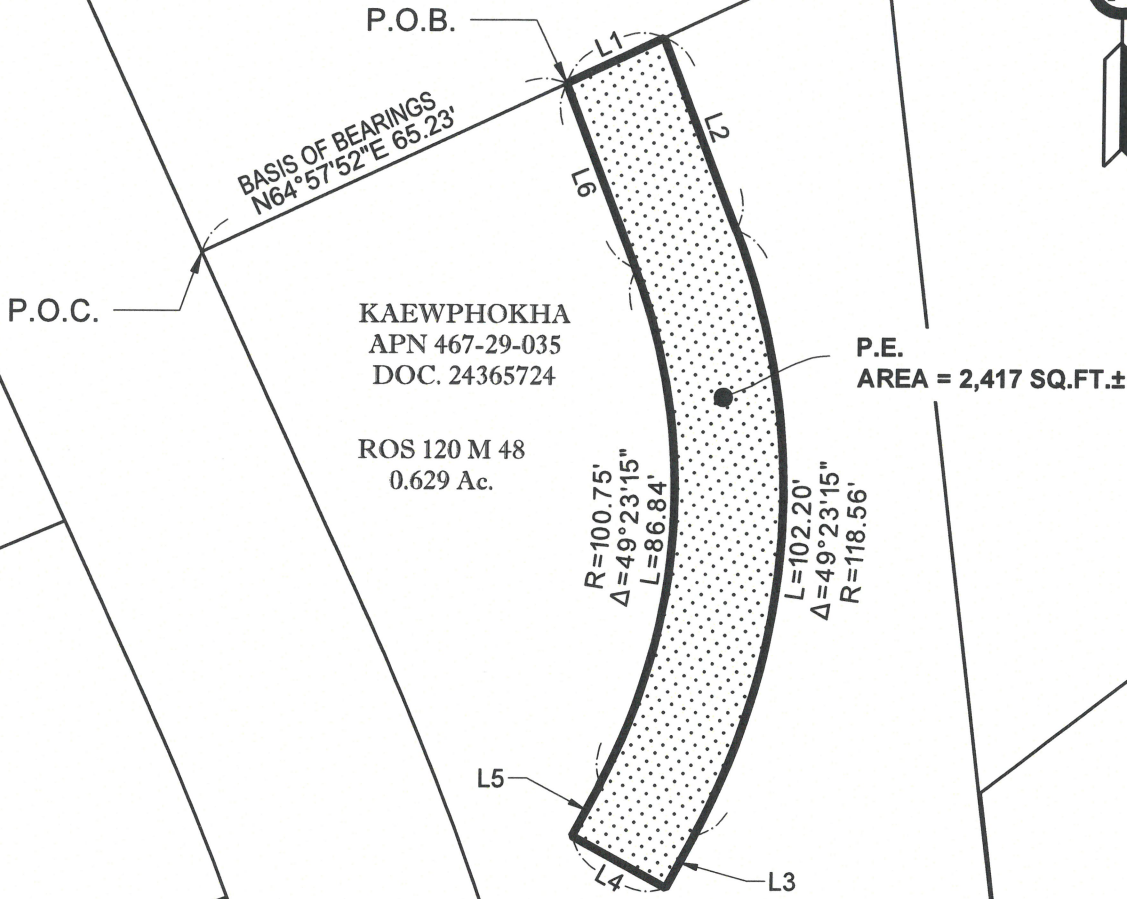 P.O.B.
L1
BASIS OF BEARINGS
N64°57'52"E 65.23'
L2
L6
P.O.C.
KAEWPHOKHA
APN 467-29-035
DOC. 24365724
ROS 120 M 48
0.629 Ac.
P.E.
AREA = 2,417 SQ.FT.±
R=100.75'
Δ=49°23'15"
L=86.84'
L=102.20'
Δ=49°23'15"
R=118.56'
L5
L4
L3